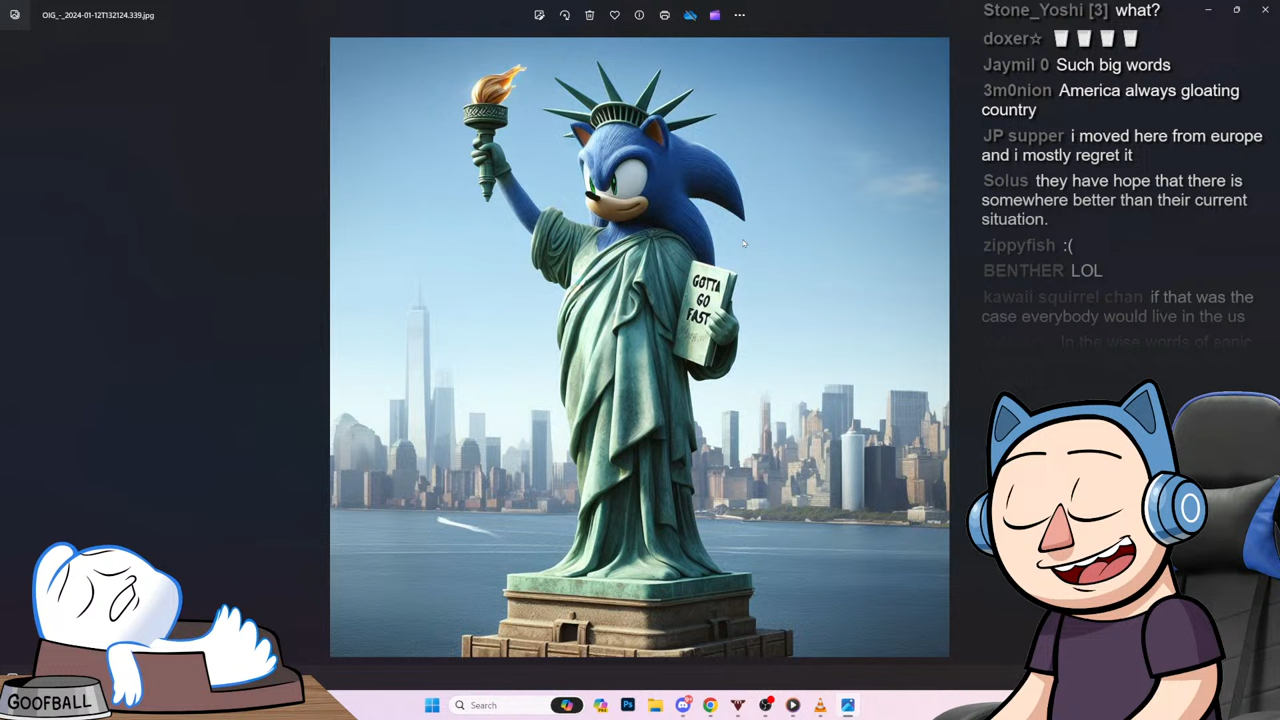 OIG_-_2024-01-12T132124.339.jpg
Stone_Yoshi [3] what?
doxer☆
Jaymil 0 Such big words
3m0nion America always gloating
country
JP supper i moved here from europe
and i mostly regret it
Solus they have hope that there is
somewhere better than their current
situation.
zippyfish :(
BENTHER LOL
kawaii squirrel chan if that was the
case everybody would live in the us
In the wise words of
GOTTA
GO
FAST
GOOFBALL
Search
Ps